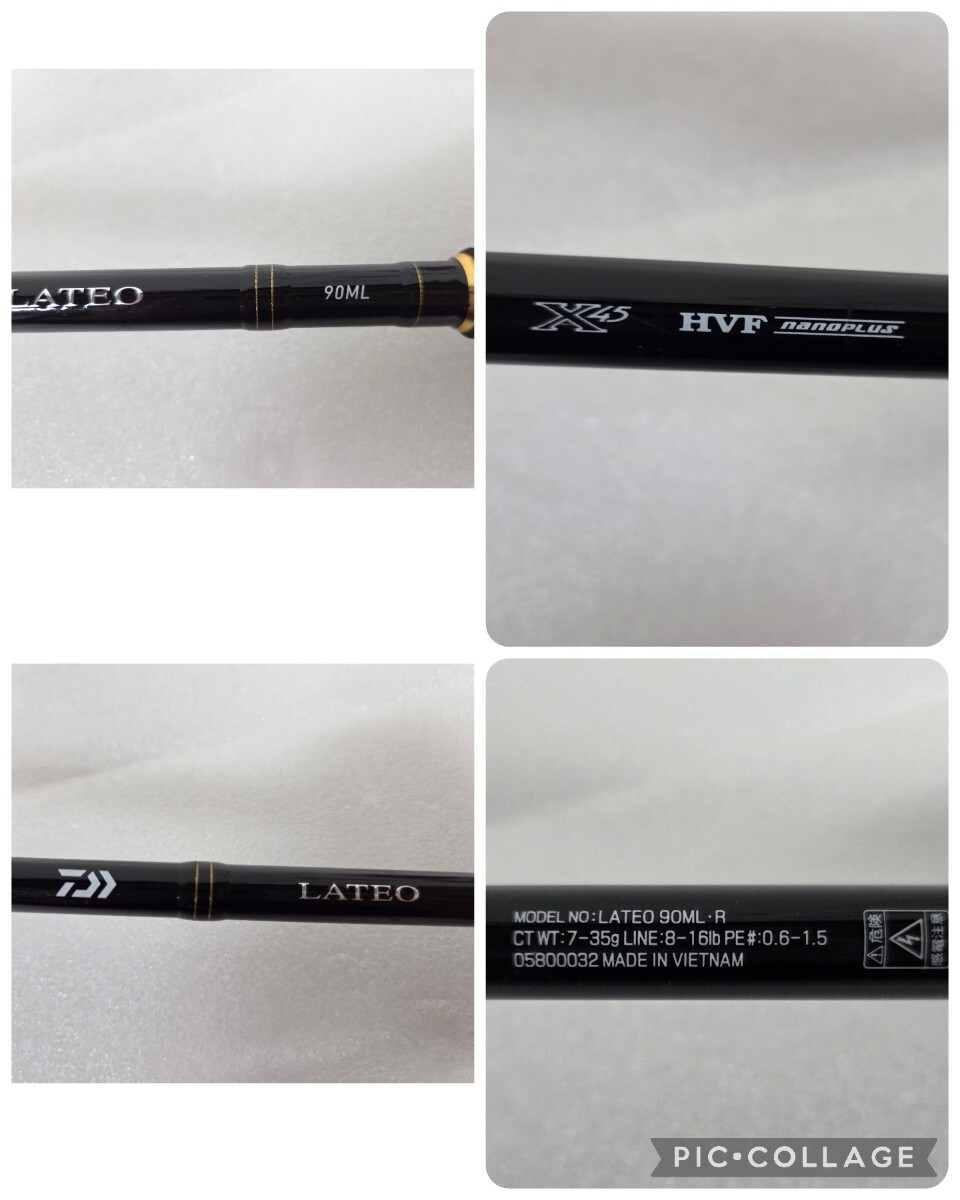 LATEO
90ML
X45 HVF nanoPLUS
LATEO
MODEL NO:LATEO 90ML・R
CT WT:7-35g LINE:8-16lb PE#:0.6-1.5
05800032 MADE IN VIETNAM
危険
感電注意
PIC•COLLAGE